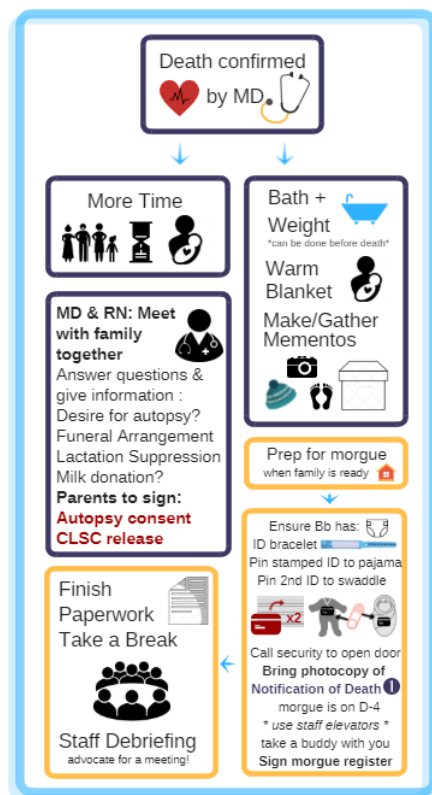 Death confirmed
by MD
More Time
Bath +
Weight
*can be done before death*
Warm
Blanket
Make/Gather
Mementos
MD & RN: Meet
with family
together
Answer questions &
give information :
Desire for autopsy?
Funeral Arrangement
Lactation Suppression
Milk donation?
Parents to sign:
Autopsy consent
CLSC release
Prep for morgue
when family is ready
Ensure Bb has:
ID bracelet
Pin stamped ID to pajama
Pin 2nd ID to swaddle
x2
Call security to open door
Bring photocopy of
Notification of Death 1
morgue is on D-4
* use staff elevators *
take a buddy with you
Sign morgue register
Finish
Paperwork
Take a Break
Staff Debriefing
advocate for a meeting!